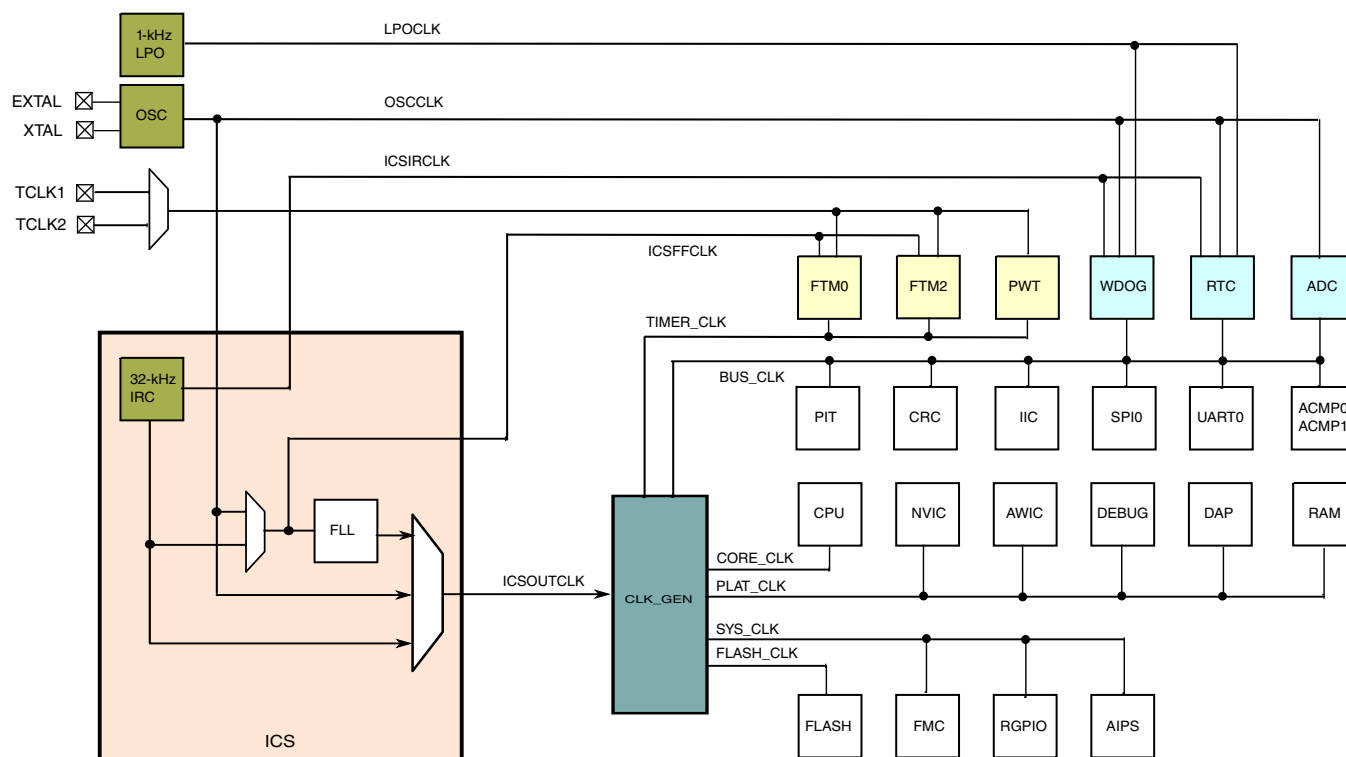 1-kHz
LPO
LPOCLK
EXTAL
XTAL
OSC
OSCCLK
ICSIRCLK
TCLK1
TCLK2
ICSFFCLK
FTM0
FTM2
PWT
WDOG
RTC
ADC
TIMER_CLK
BUS_CLK
32-kHz
IRC
PIT
CRC
IIC
SPI0
UART0
ACMP0
ACMP1
FLL
CPU
NVIC
AWIC
DEBUG
DAP
RAM
CORE_CLK
ICSOUTCLK
CLK_GEN
PLAT_CLK
SYS_CLK
FLASH_CLK
FLASH
FMC
RGPIO
AIPS
ICS